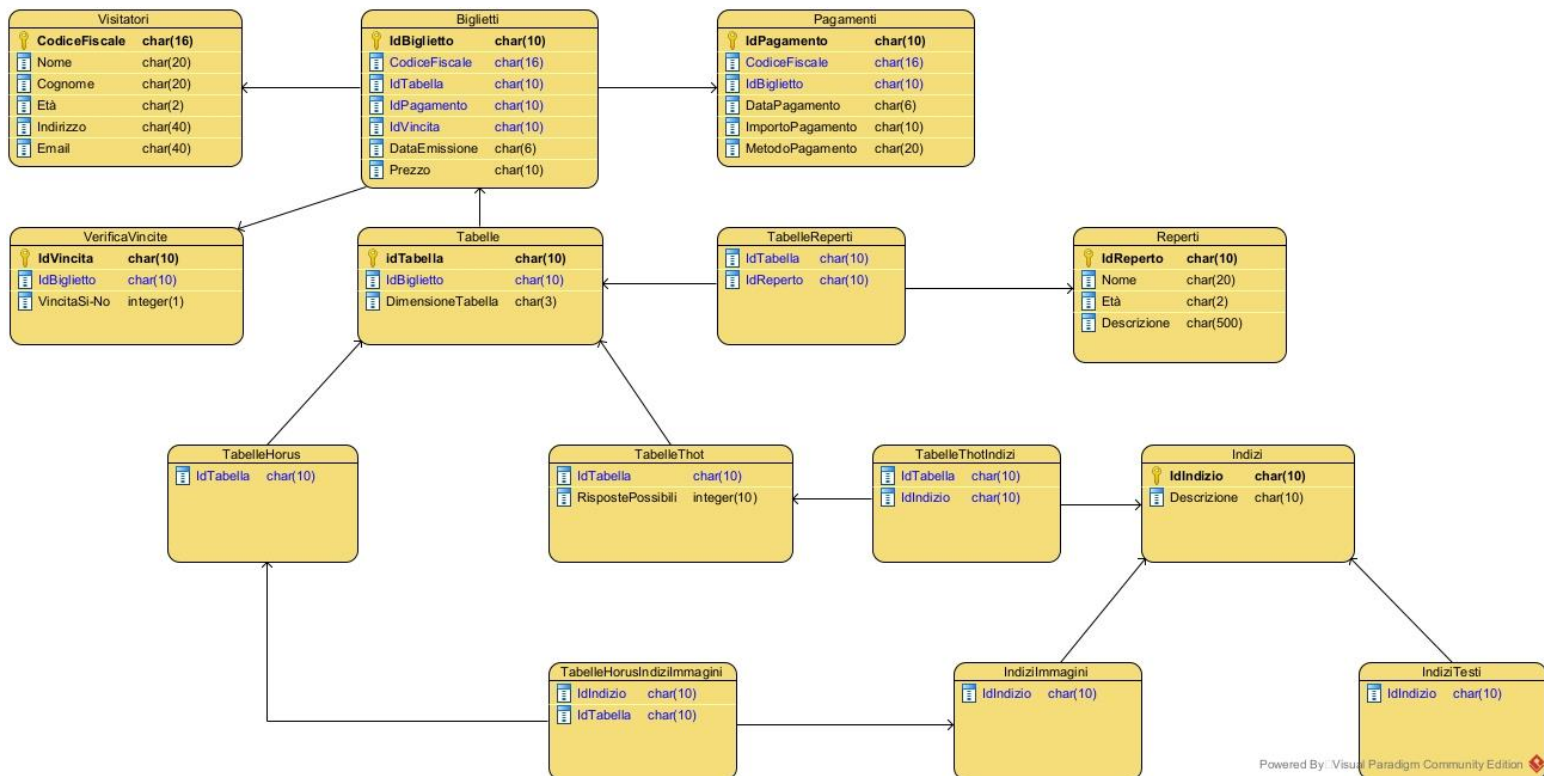 Visitatori
CodiceFiscale char(16)
Nome char(20)
Cognome char(20)
Età char(2)
Indirizzo char(40)
Email char(40)
Biglietti
IdBiglietto char(10)
CodiceFiscale char(16)
IdTabella char(10)
IdPagamento char(10)
IdVincita char(10)
DataEmissione char(6)
Prezzo char(10)
Pagamenti
IdPagamento char(10)
CodiceFiscale char(16)
IdBiglietto char(10)
DataPagamento char(6)
ImportoPagamento char(10)
MetodoPagamento char(20)
VerificaVincite
IdVincita char(10)
IdBiglietto char(10)
VincitaSi-No integer(1)
Tabelle
idTabella char(10)
IdBiglietto char(10)
DimensioneTabella char(3)
TabelleReperti
IdTabella char(10)
IdReperto char(10)
Reperti
IdReperto char(10)
Nome char(20)
Età char(2)
Descrizione char(500)
TabelleHorus
IdTabella char(10)
TabelleThot
IdTabella char(10)
RispostePossibili integer(10)
TabelleThotIndizi
IdTabella char(10)
IdIndizio char(10)
Indizi
IdIndizio char(10)
Descrizione char(10)
TabelleHorusIndiziImmagini
IdIndizio char(10)
IdTabella char(10)
IndiziImmagini
IdIndizio char(10)
IndiziTesti
IdIndizio char(10)
Powered By Visual Paradigm Community Edition